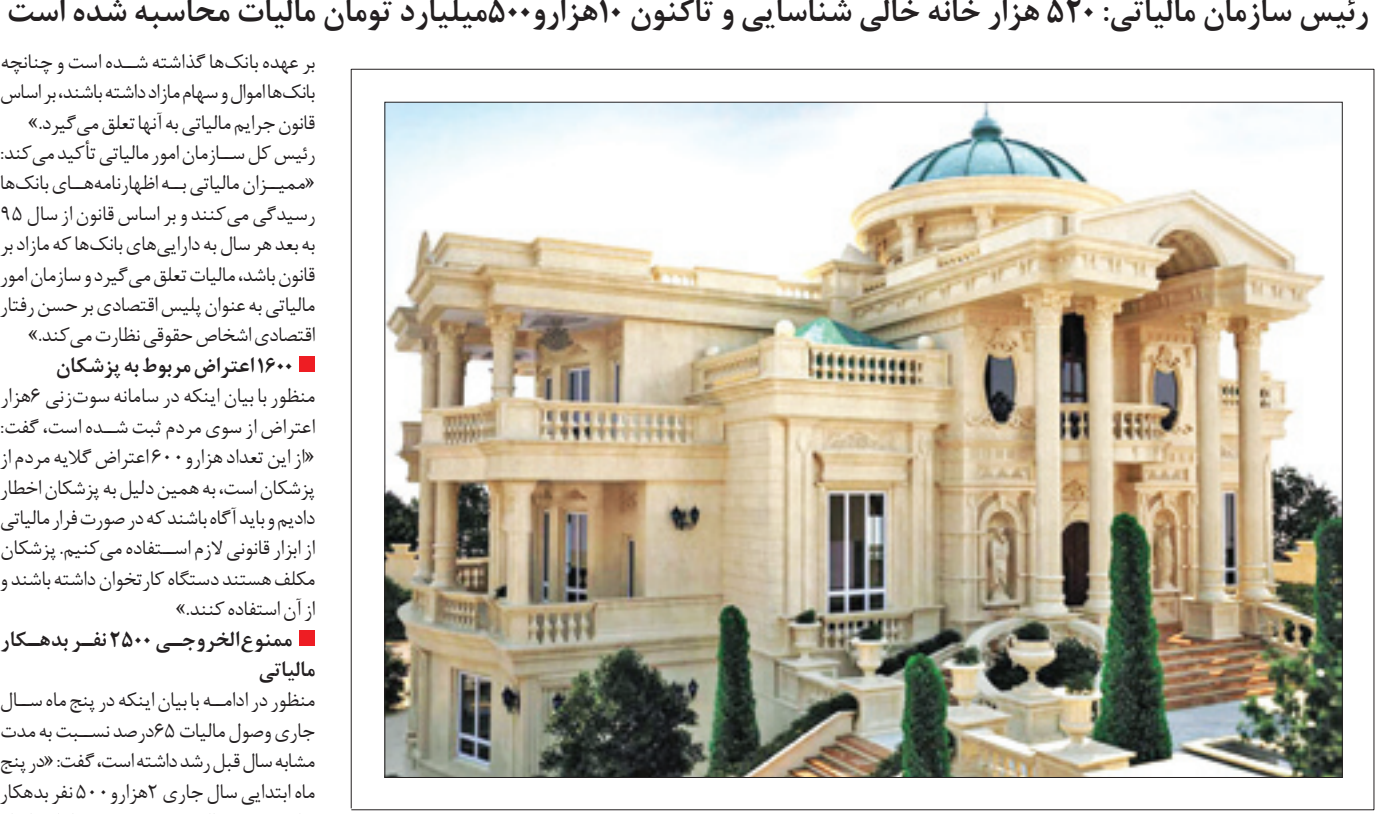 رئیس سازمان مالیاتی: ۵۲۰ هزار خانه خالی شناسایی و تاکنون ۱۰هزارو۵۰۰میلیارد تومان مالیات محاسبه شده است
بر عهده بانک‌ها گذاشته شده است و چنانچه
بانک‌ها اموال و سهام مازاد داشته باشند، بر اساس
قانون جرایم مالیاتی به آنها تعلق می‌گیرد.»
رئیس کل سازمان امور مالیاتی تأکید می‌کند:
«ممیزان مالیاتی به اظهارنامه‌های بانک‌ها
رسیدگی می‌کنند و بر اساس قانون از سال ۹۵
به بعد هر سال به دارایی‌های بانک‌ها که مازاد بر
قانون باشد، مالیات تعلق می‌گیرد و سازمان امور
مالیاتی به عنوان پلیس اقتصادی بر حسن رفتار
اقتصادی اشخاص حقوقی نظارت می‌کند.»
۱۶۰۰ اعتراض مربوط به پزشکان
منظور با بیان اینکه در سامانه سوت‌زنی ۶هزار
اعتراض از سوی مردم ثبت شده است، گفت:
«از این تعداد هزارو۶۰۰اعتراض گلایه مردم از
پزشکان است، به همین دلیل به پزشکان اخطار
دادیم و باید آگاه باشند که در صورت فرار مالیاتی
از ابزار قانونی لازم استفاده می‌کنیم. پزشکان
مکلف هستند دستگاه کارتخوان داشته باشند و
از آن استفاده کنند.»
ممنوع‌الخروجی ۲۵۰۰ نفر بدهکار
مالیاتی
منظور در ادامه با بیان اینکه در پنج ماه سال
جاری وصول مالیات ۶۵درصد نسبت به مدت
مشابه سال قبل رشد داشته است، گفت: «در پنج
ماه ابتدایی سال جاری ۲هزارو۵۰۰ نفر بدهکار